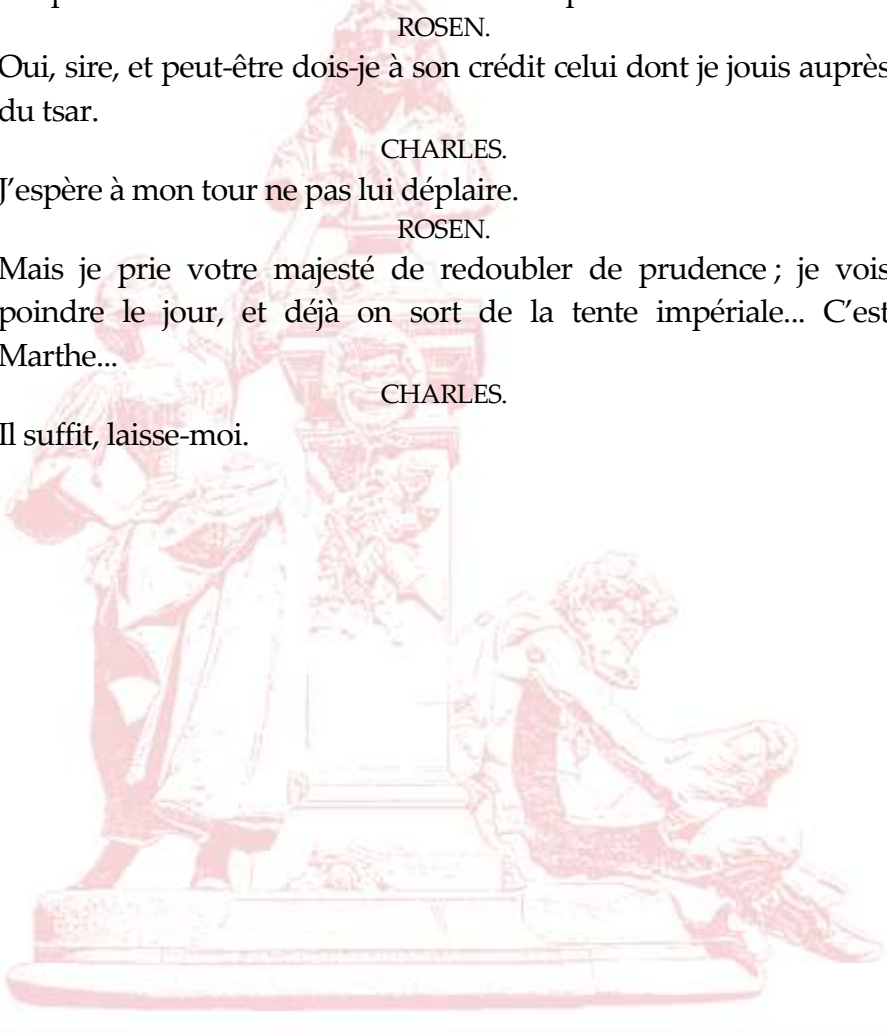 ROSEN.
Oui, sire, et peut-être dois-je à son crédit celui dont je jouis auprès
du tsar.
CHARLES.
J’espère à mon tour ne pas lui déplaire.
ROSEN.
Mais je prie votre majesté de redoubler de prudence ; je vois
poindre le jour, et déjà on sort de la tente impériale... C’est
Marthe...
CHARLES.
Il suffit, laisse-moi.